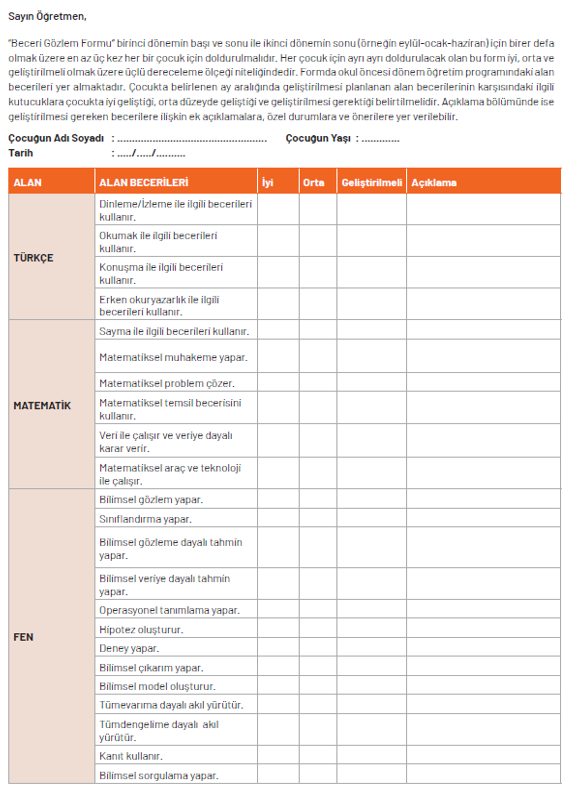 Sayın Öğretmen,
“Beceri Gözlem Formu” birinci dönemin başı ve sonu ile ikinci dönemin sonu (örneğin eylül-ocak-haziran) için birer defa
olmak üzere en az üç kez her bir çocuk için doldurulmalıdır. Her çocuk için ayrı ayrı doldurulacak olan bu form iyi, orta ve
geliştirilmeli olmak üzere üçlü dereceleme ölçeği niteliğindedir. Formda okul öncesi dönem öğretim programındaki alan
becerileri yer almaktadır. Çocukta belirlenen ay aralığında geliştirilmesi planlanan alan becerilerinin karşısındaki ilgili
kutucuklara çocukta iyi geliştiği, orta düzeyde geliştiği ve geliştirilmesi gerektiği belirtilmelidir. Açıklama bölümünde ise
geliştirilmesi gereken becerilere ilişkin ek açıklamalara, özel durumlara ve önerilere yer verilebilir.
Çocuğun Adı Soyadı : ................................................... Çocuğun Yaşı : .............
Tarih : ...../...../..........
ALAN ALAN BECERİLERİ İyi Orta Geliştirilmeli Açıklama
TÜRKÇE
Dinleme/İzleme ile ilgili becerileri
kullanır.
Okumak ile ilgili becerileri
kullanır.
Konuşma ile ilgili becerileri
kullanır.
Erken okuryazarlık ile ilgili
becerileri kullanır.
MATEMATİK
Sayma ile ilgili becerileri kullanır.
Matematiksel muhakeme yapar.
Matematiksel problem çözer.
Matematiksel temsil becerisini
kullanır.
Veri ile çalışır ve veriye dayalı
karar verir.
Matematiksel araç ve teknoloji
ile çalışır.
FEN
Bilimsel gözlem yapar.
Sınıflandırma yapar.
Bilimsel gözleme dayalı tahmin
yapar.
Bilimsel veriye dayalı tahmin
yapar.
Operasyonel tanımlama yapar.
Hipotez oluşturur.
Deney yapar.
Bilimsel çıkarım yapar.
Bilimsel model oluşturur.
Tümevarıma dayalı akıl yürütür.
Tümdengelime dayalı akıl
yürütür.
Kanıt kullanır.
Bilimsel sorgulama yapar.